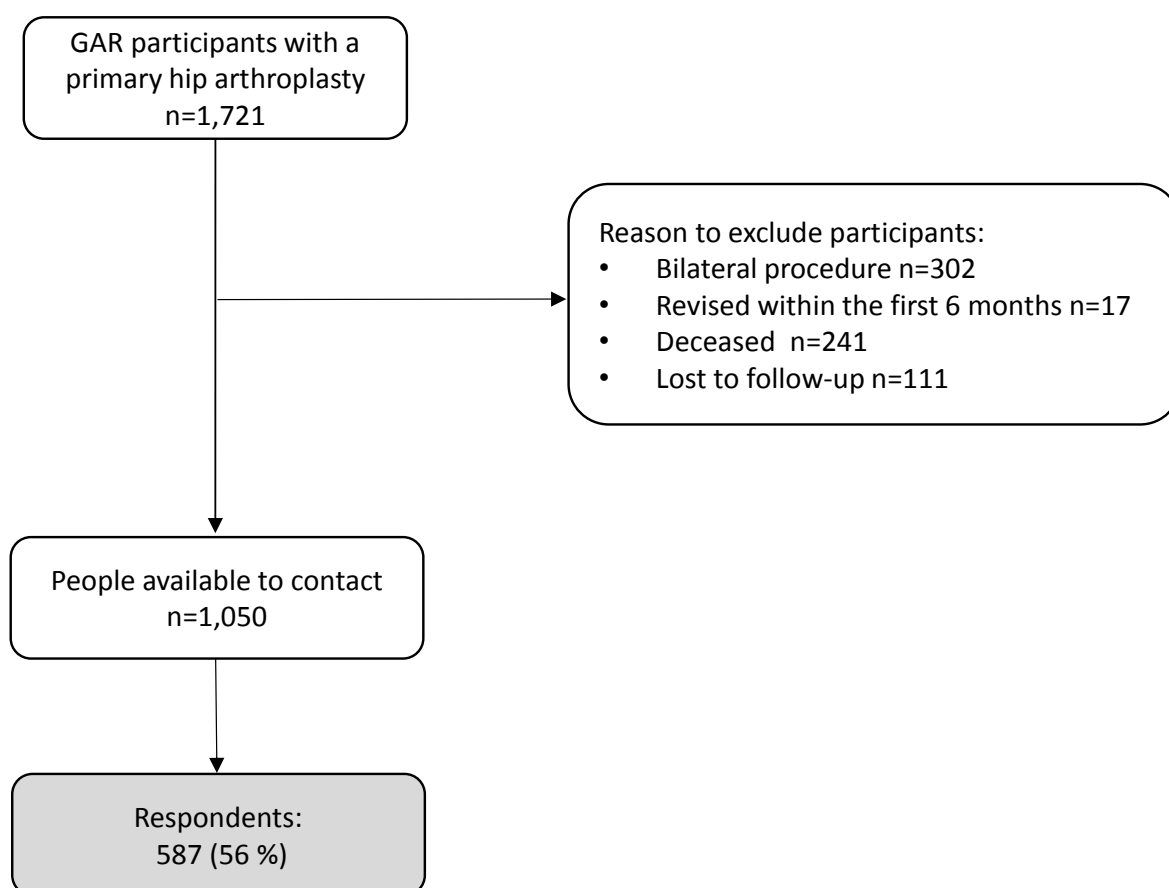 GAR participants with a
primary hip arthroplasty
n=1,721
Reason to exclude participants:
• Bilateral procedure n=302
• Revised within the first 6 months n=17
• Deceased  n=241
• Lost to follow-up n=111
People available to contact
n=1,050
Respondents:
587 (56 %)